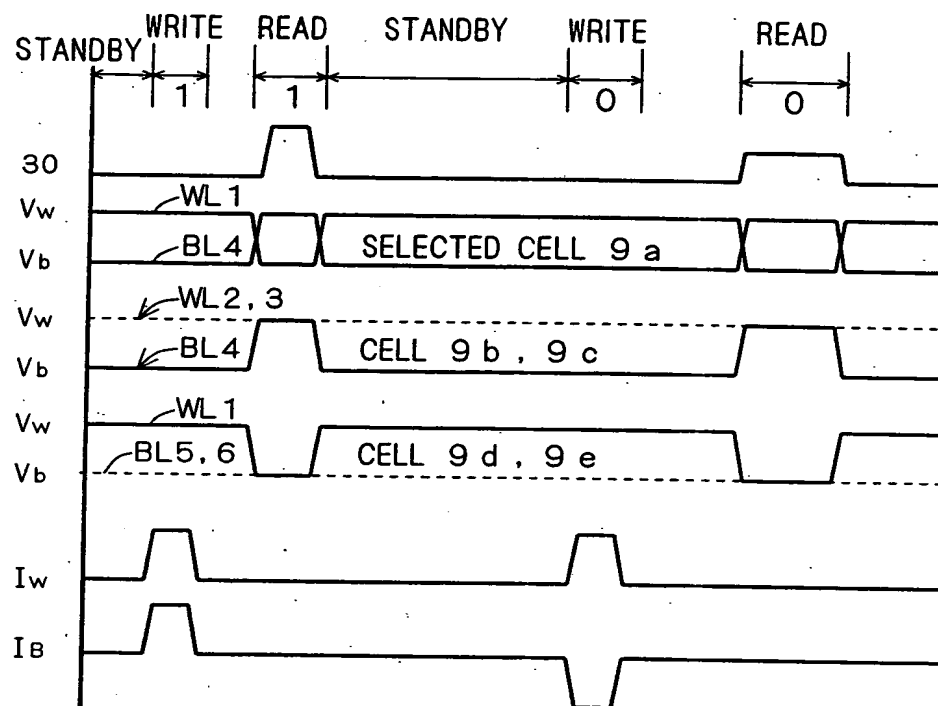 STANDBY WRITE READ STANDBY WRITE READ
1 1 0 0
30
Vw WL1
Vb BL4 SELECTED CELL 9a
Vw WL2,3
Vb BL4 CELL 9b, 9c
Vw WL1
Vb BL5,6 CELL 9d, 9e
Iw
IB